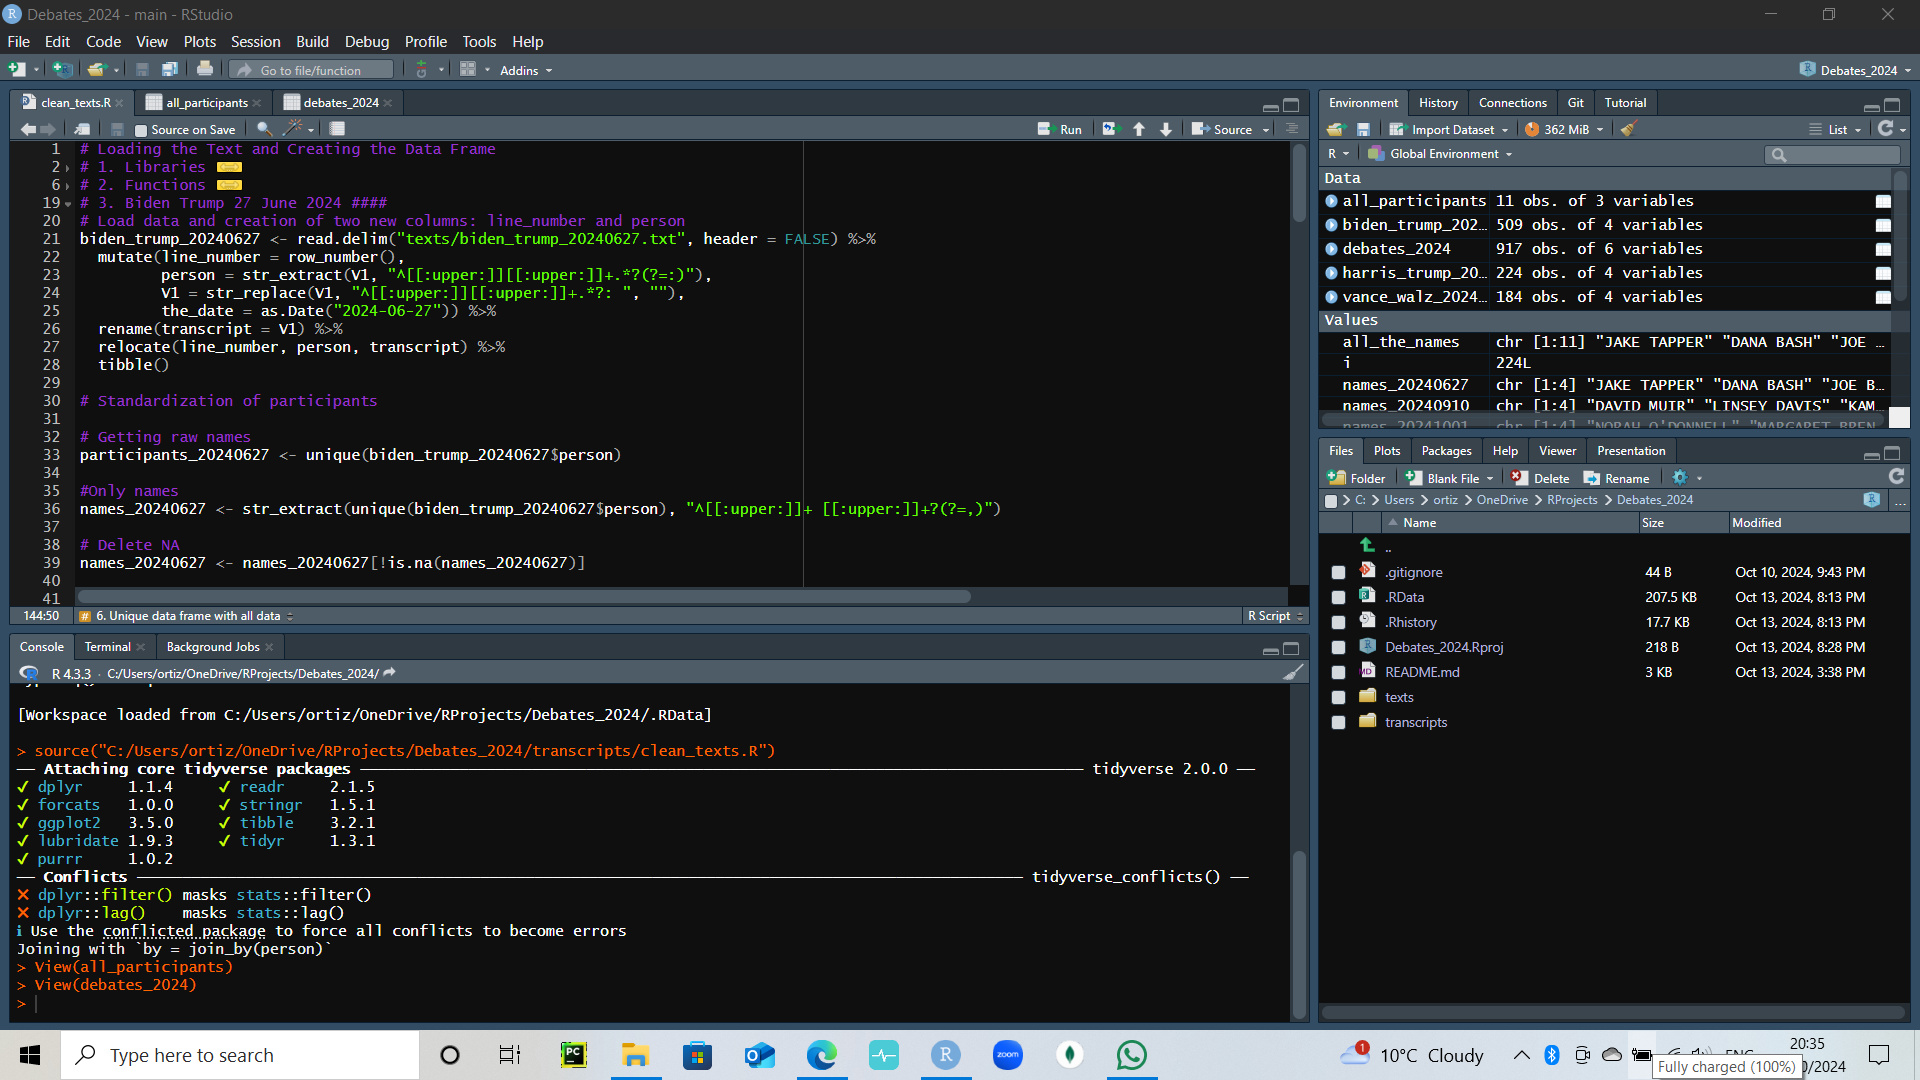 Debates_2024 - main - RStudio
File Edit Code View Plots Session Build Debug Profile Tools Help
Go to file/function Addins Debates_2024
clean_texts.R all_participants debates_2024
Source on Save Run Source
1 # Loading the Text and Creating the Data Frame
2 # 1. Libraries
6 # 2. Functions
19 # 3. Biden Trump 27 June 2024 ####
20 # Load data and creation of two new columns: line_number and person
21 biden_trump_20240627 <- read.delim("texts/biden_trump_20240627.txt", header = FALSE) %>%
22 mutate(line_number = row_number(),
23 person = str_extract(V1, "^[[:upper:]][[:upper:]]+.*?(?=:)"),
24 V1 = str_replace(V1, "^[[:upper:]][[:upper:]]+.*?: ", ""),
25 the_date = as.Date("2024-06-27")) %>%
26 rename(transcript = V1) %>%
27 relocate(line_number, person, transcript) %>%
28 tibble()
29
30 # Standardization of participants
31
32 # Getting raw names
33 participants_20240627 <- unique(biden_trump_20240627$person)
34
35 #Only names
36 names_20240627 <- str_extract(unique(biden_trump_20240627$person), "^[[:upper:]]+ [[:upper:]]+?(?=,)")
37
38 # Delete NA
39 names_20240627 <- names_20240627[!is.na(names_20240627)]
40
41
144:50 # 6. Unique data frame with all data R Script
Console Terminal Background Jobs
R 4.3.3 · C:/Users/ortiz/OneDrive/RProjects/Debates_2024/
[Workspace loaded from C:/Users/ortiz/OneDrive/RProjects/Debates_2024/.RData]
> source("C:/Users/ortiz/OneDrive/RProjects/Debates_2024/transcripts/clean_texts.R")
── Attaching core tidyverse packages ── tidyverse 2.0.0 ──
✔ dplyr 1.1.4 ✔ readr 2.1.5
✔ forcats 1.0.0 ✔ stringr 1.5.1
✔ ggplot2 3.5.0 ✔ tibble 3.2.1
✔ lubridate 1.9.3 ✔ tidyr 1.3.1
✔ purrr 1.0.2
── Conflicts ── tidyverse_conflicts() ──
✖ dplyr::filter() masks stats::filter()
✖ dplyr::lag() masks stats::lag()
ℹ Use the conflicted package to force all conflicts to become errors
Joining with `by = join_by(person)`
> View(all_participants)
> View(debates_2024)
>
Environment History Connections Git Tutorial
Import Dataset 362 MiB List
R Global Environment
Data
all_participants 11 obs. of 3 variables
biden_trump_202… 509 obs. of 4 variables
debates_2024 917 obs. of 6 variables
harris_trump_20… 224 obs. of 4 variables
vance_walz_2024… 184 obs. of 4 variables
Values
all_the_names chr [1:11] "JAKE TAPPER" "DANA BASH" "JOE …
i 224L
names_20240627 chr [1:4] "JAKE TAPPER" "DANA BASH" "JOE B…
names_20240910 chr [1:4] "DAVID MUIR" "LINSEY DAVIS" "KAM…
names_20241001 chr [1:4] "NORAH O'DONNELL" "MARGARET BREN…
Files Plots Packages Help Viewer Presentation
Folder Blank File Delete Rename
C: Users ortiz OneDrive RProjects Debates_2024 ...
Name Size Modified
..
.gitignore 44 B Oct 10, 2024, 9:43 PM
.RData 207.5 KB Oct 13, 2024, 8:13 PM
.Rhistory 17.7 KB Oct 13, 2024, 8:13 PM
Debates_2024.Rproj 218 B Oct 13, 2024, 8:28 PM
README.md 3 KB Oct 13, 2024, 3:38 PM
texts
transcripts
Type here to search
PC
zoom
1
10°C Cloudy
20:35
0/2024
Fully charged (100%)